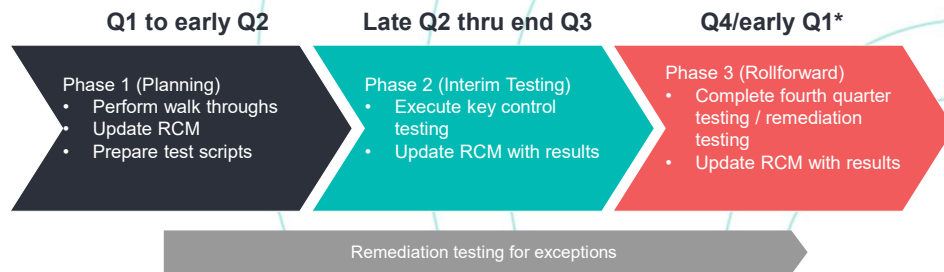 Q1 to early Q2
Late Q2 thru end Q3
Q4/early Q1*
Phase 1 (Planning)
• Perform walk throughs
• Update RCM
• Prepare test scripts
Phase 2 (Interim Testing)
• Execute key control
testing
• Update RCM with results
Phase 3 (Rollforward)
• Complete fourth quarter
testing / remediation
testing
• Update RCM with results
Remediation testing for exceptions